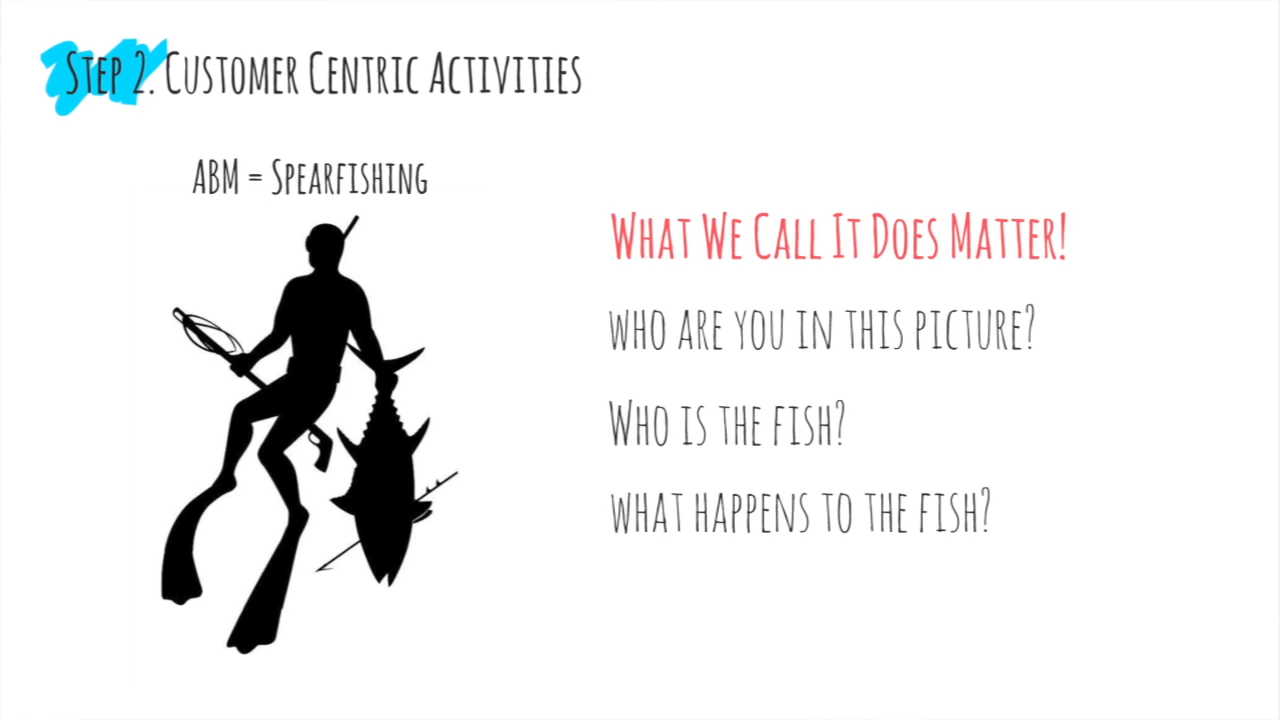 Step 2. Customer Centric Activities
ABM = Spearfishing
What We Call It Does Matter!
who are you in this picture?
Who is the fish?
what happens to the fish?